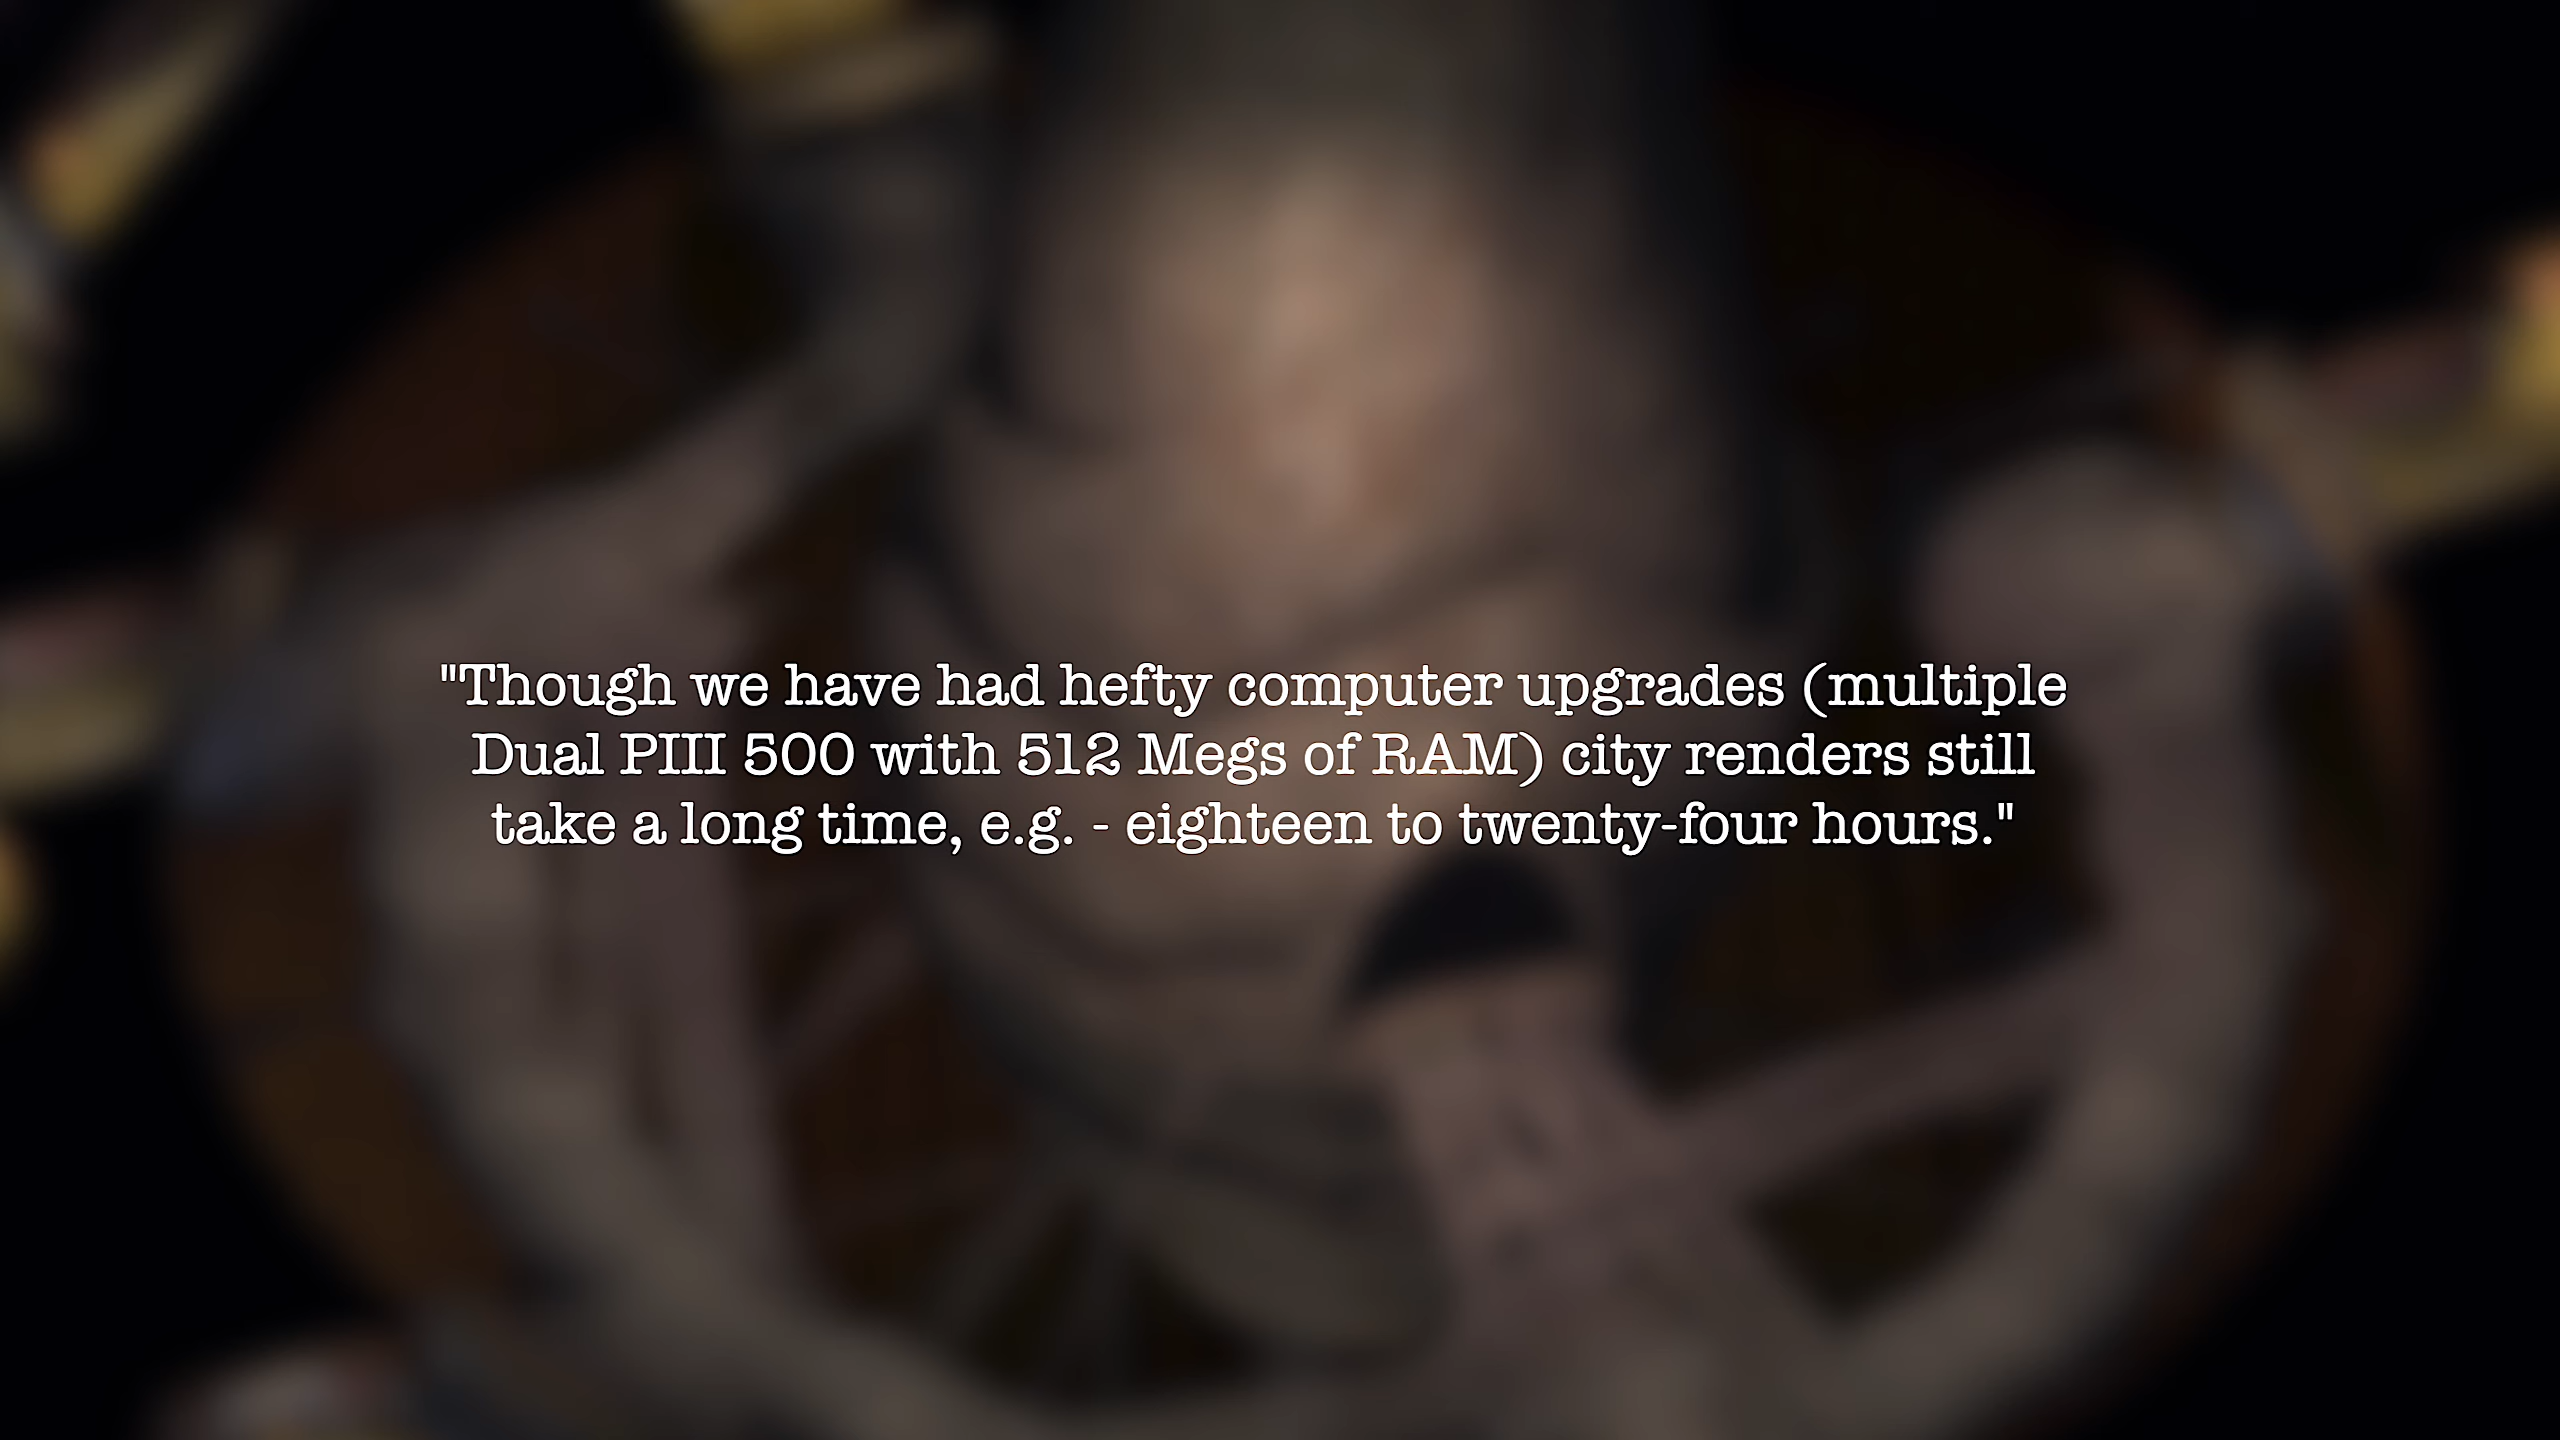 "Though we have had hefty computer upgrades (multiple
Dual PIII 500 with 512 Megs of RAM) city renders still
take a long time, e.g. - eighteen to twenty-four hours."